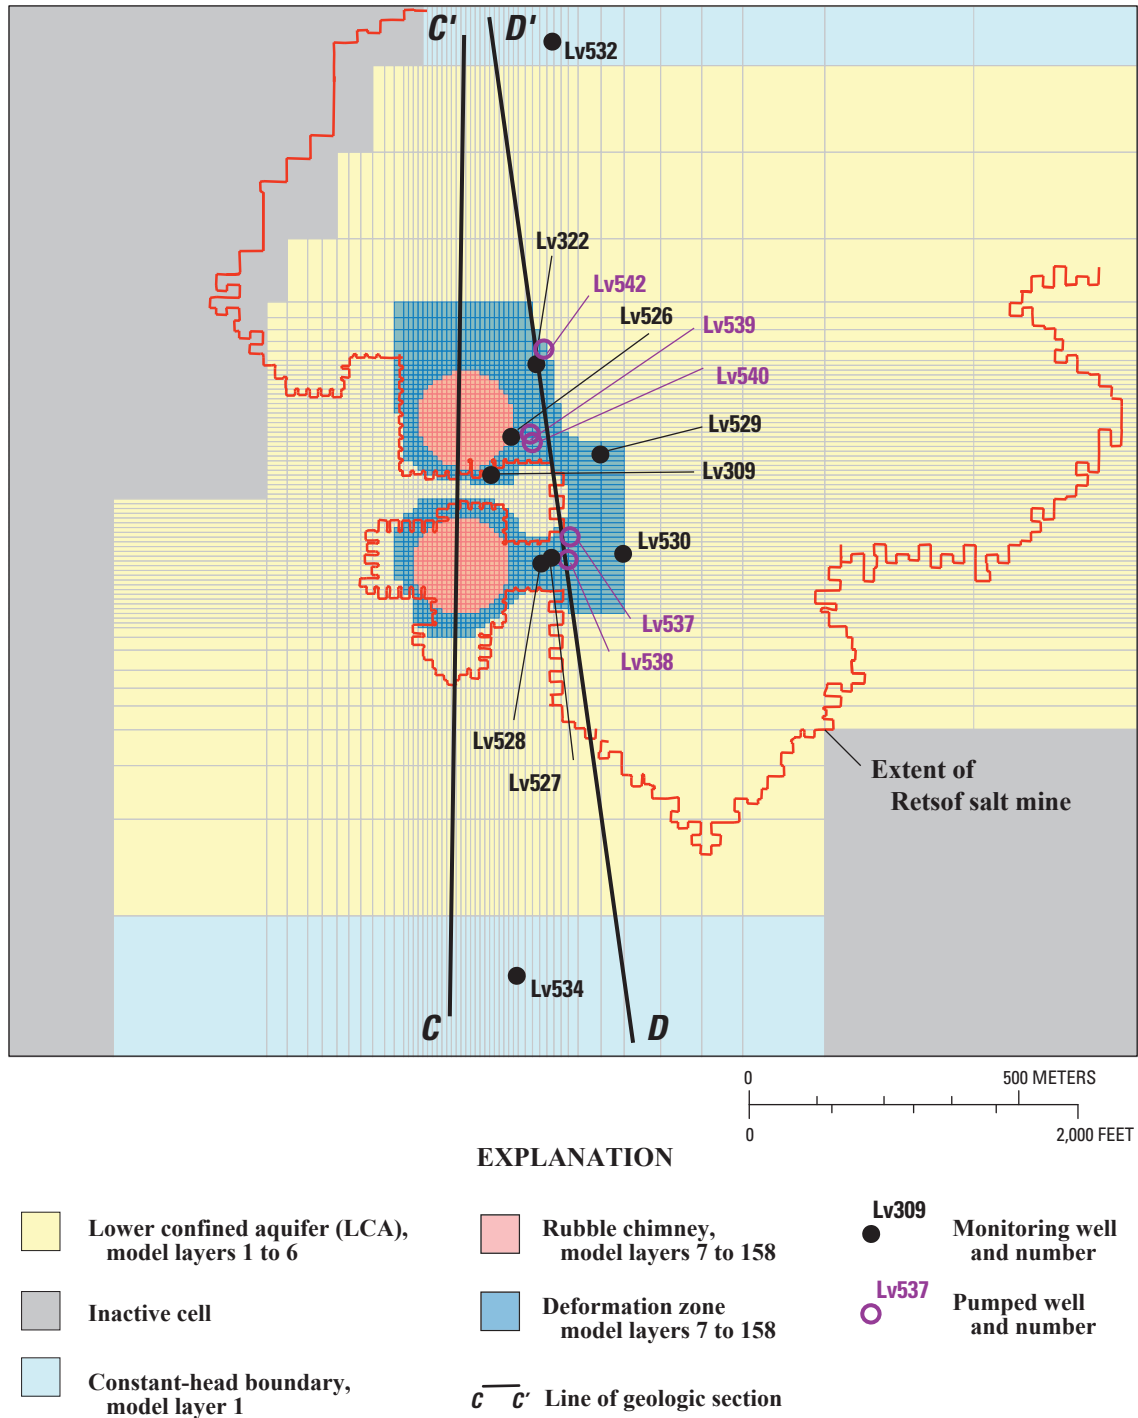 C'
D'
Lv532
Lv322
Lv542
Lv526
Lv539
Lv540
Lv529
Lv309
Lv530
Lv537
Lv538
Lv528
Lv527
Extent of
Retsof salt mine
Lv534
C
D
0 500 METERS
0 2,000 FEET
EXPLANATION
Lower confined aquifer (LCA),
model layers 1 to 6
Inactive cell
Constant-head boundary,
model layer 1
Rubble chimney,
model layers 7 to 158
Deformation zone
model layers 7 to 158
C C' Line of geologic section
Lv309
Monitoring well
and number
Lv537
Pumped well
and number